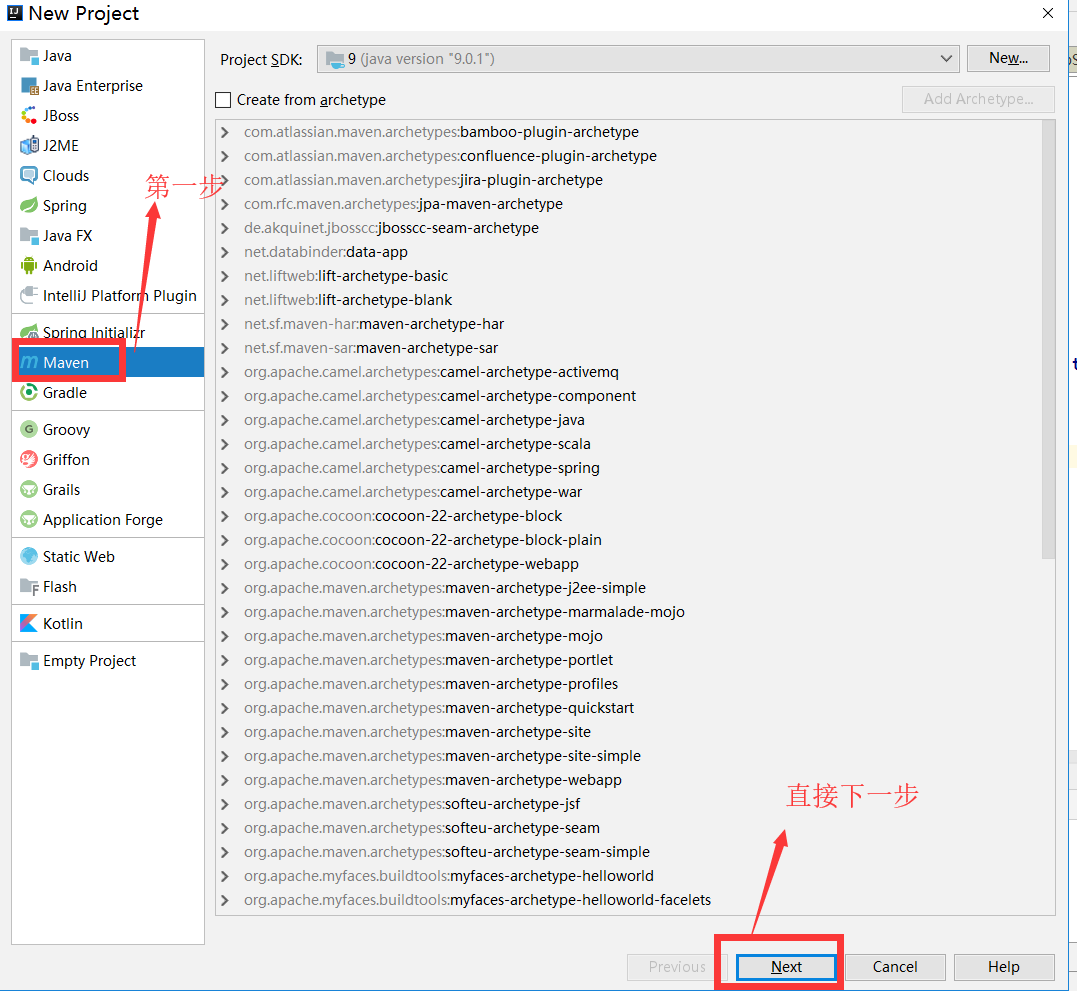 New Project
Java
Java Enterprise
JBoss
J2ME
Clouds
Spring
Java FX
Android
IntelliJ Platform Plugin
Spring Initializr
Maven
Gradle
Groovy
Griffon
Grails
Application Forge
Static Web
Flash
Kotlin
Empty Project
第一步
Project SDK: 9 (java version "9.0.1") New...
Create from archetype Add Archetype...
com.atlassian.maven.archetypes:bamboo-plugin-archetype
com.atlassian.maven.archetypes:confluence-plugin-archetype
com.atlassian.maven.archetypes:jira-plugin-archetype
com.rfc.maven.archetypes:jpa-maven-archetype
de.akquinet.jbosscc:jbosscc-seam-archetype
net.databinder:data-app
net.liftweb:lift-archetype-basic
net.liftweb:lift-archetype-blank
net.sf.maven-har:maven-archetype-har
net.sf.maven-sar:maven-archetype-sar
org.apache.camel.archetypes:camel-archetype-activemq
org.apache.camel.archetypes:camel-archetype-component
org.apache.camel.archetypes:camel-archetype-java
org.apache.camel.archetypes:camel-archetype-scala
org.apache.camel.archetypes:camel-archetype-spring
org.apache.camel.archetypes:camel-archetype-war
org.apache.cocoon:cocoon-22-archetype-block
org.apache.cocoon:cocoon-22-archetype-block-plain
org.apache.cocoon:cocoon-22-archetype-webapp
org.apache.maven.archetypes:maven-archetype-j2ee-simple
org.apache.maven.archetypes:maven-archetype-marmalade-mojo
org.apache.maven.archetypes:maven-archetype-mojo
org.apache.maven.archetypes:maven-archetype-portlet
org.apache.maven.archetypes:maven-archetype-profiles
org.apache.maven.archetypes:maven-archetype-quickstart
org.apache.maven.archetypes:maven-archetype-site
org.apache.maven.archetypes:maven-archetype-site-simple
org.apache.maven.archetypes:maven-archetype-webapp
org.apache.maven.archetypes:softeu-archetype-jsf
org.apache.maven.archetypes:softeu-archetype-seam
org.apache.maven.archetypes:softeu-archetype-seam-simple
org.apache.myfaces.buildtools:myfaces-archetype-helloworld
org.apache.myfaces.buildtools:myfaces-archetype-helloworld-facelets
直接下一步
Previous Next Cancel Help